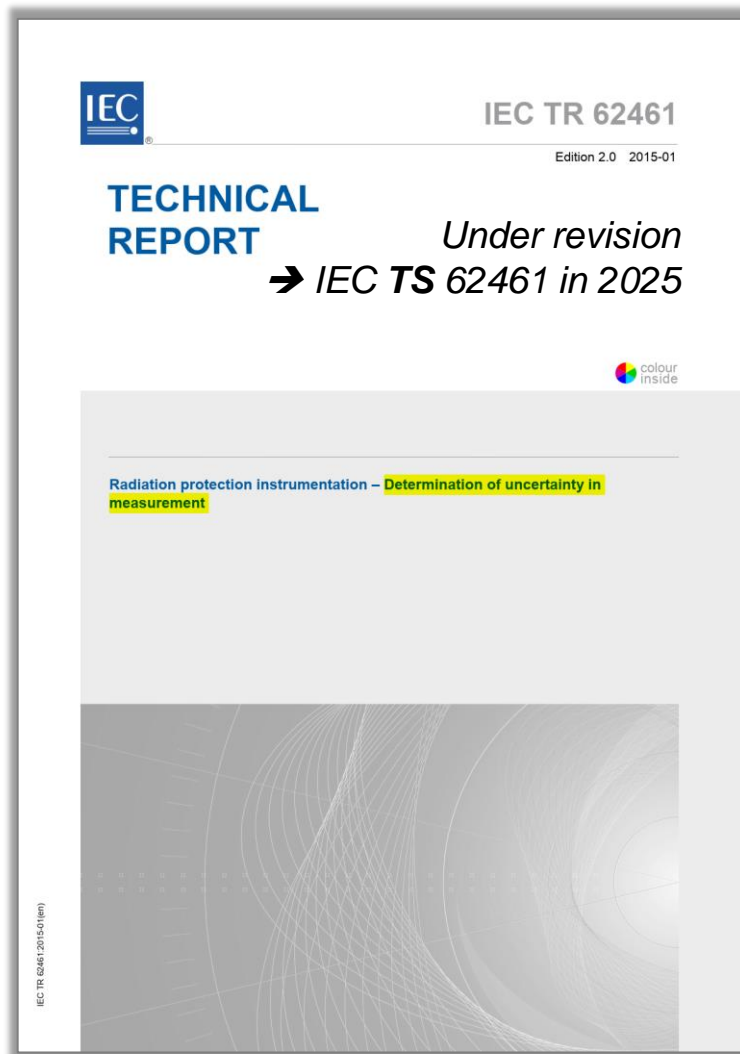 IEC
®
IEC TR 62461
Edition 2.0 2015-01
TECHNICAL
REPORT
Under revision
➔ IEC TS 62461 in 2025
colour
inside
Radiation protection instrumentation – Determination of uncertainty in
measurement
IEC TR 62461:2015-01(en)